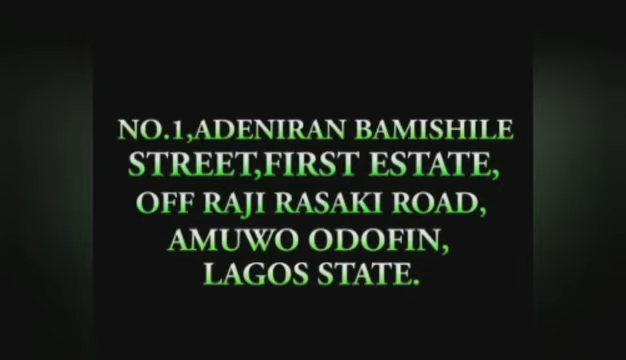 NO.1,ADENIRAN BAMISHILE
STREET,FIRST ESTATE,
OFF RAJI RASAKI ROAD,
AMUWO ODOFIN,
LAGOS STATE.